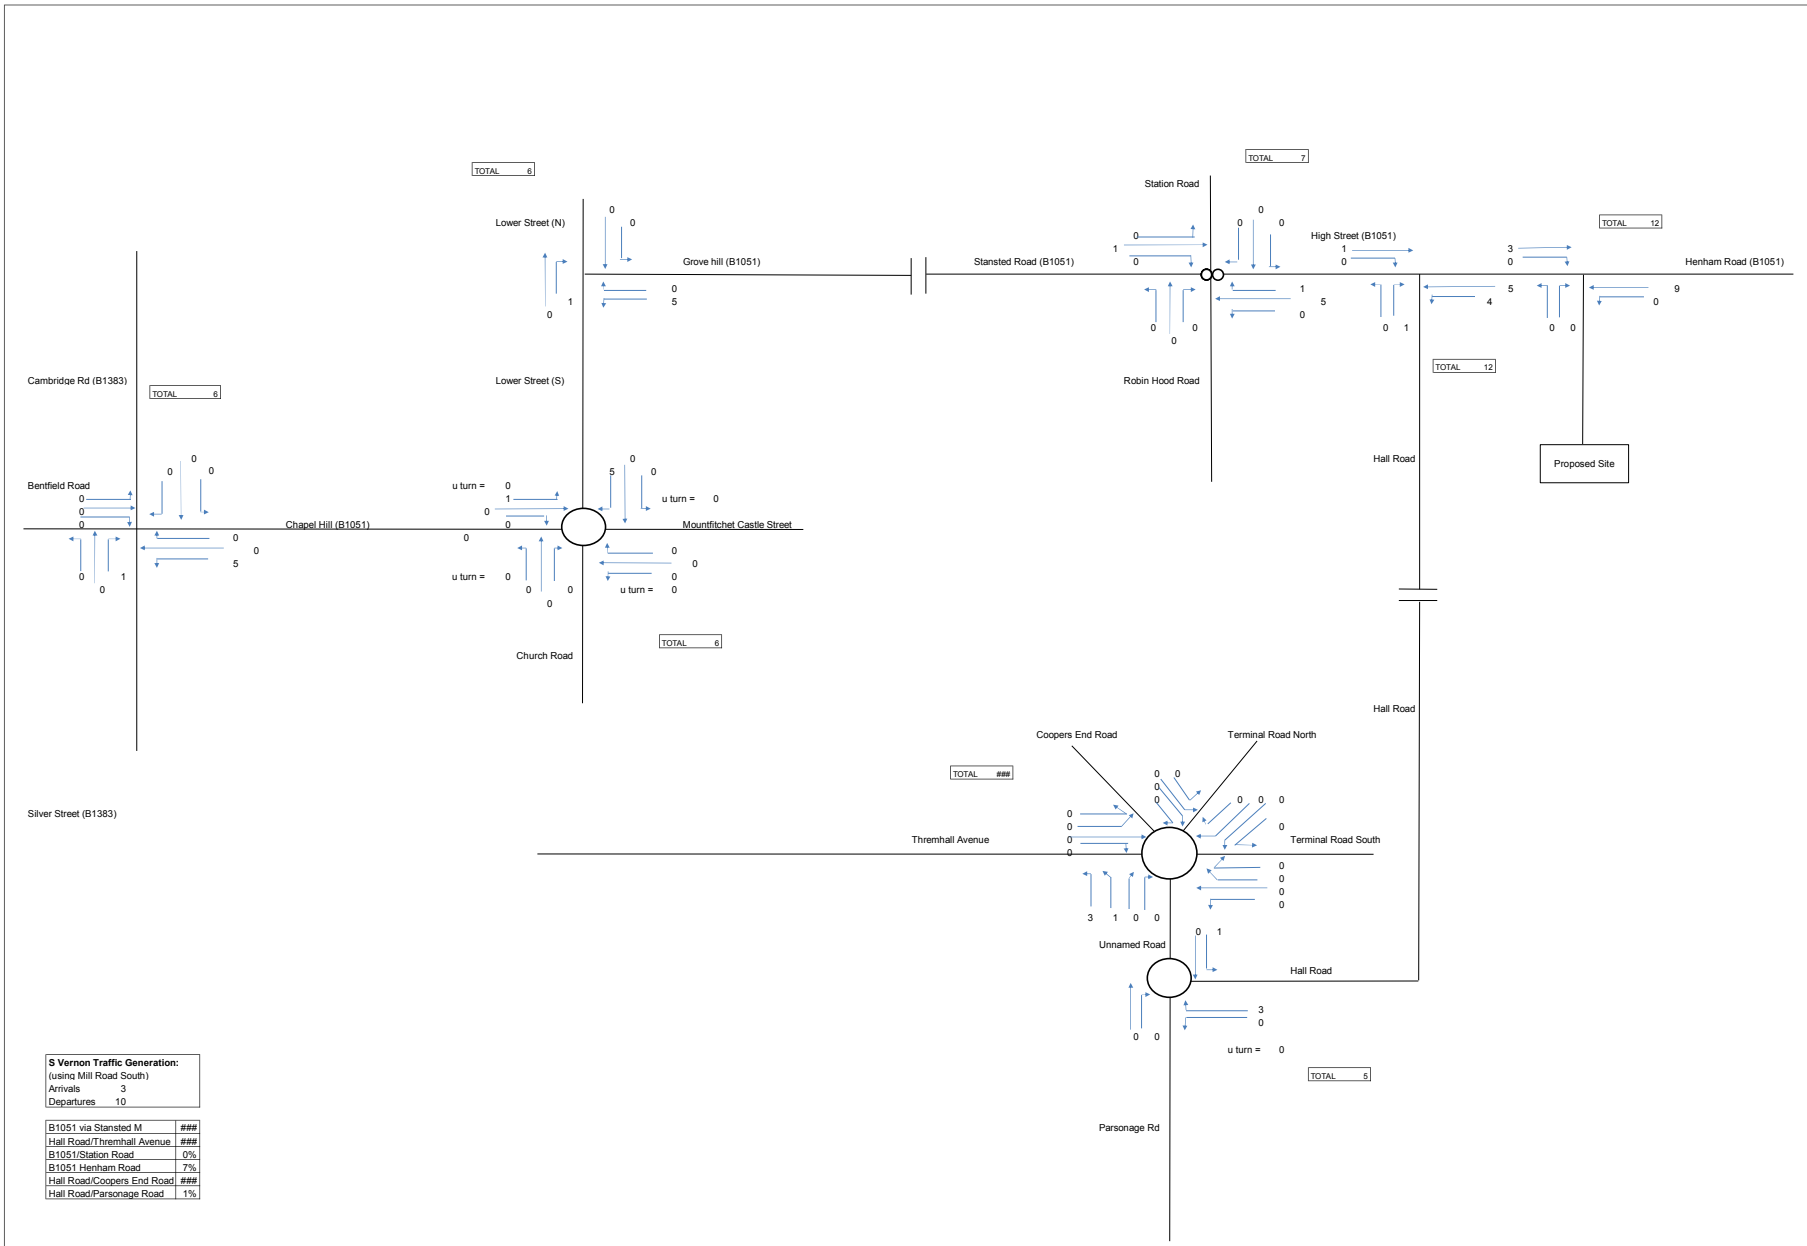 TOTAL 7
TOTAL 6
Station Road
0
0 0
TOTAL 12
Lower Street (N)
0
0
0
1
0
0
0 0
High Street (B1051)
1
0
3
0
Grove hill (B1051)
Stansted Road (B1051)
Henham Road (B1051)
0
5
1
0
1
5
0
5
4
9
0
0 0
0
0 1
0 0
Cambridge Rd (B1383)
TOTAL 6
Lower Street (S)
Robin Hood Road
TOTAL 12
Hall Road
Proposed Site
0
0 0
Bentfield Road
0
0
0
u turn = 0
1
0
0
0
5 0
u turn = 0
Chapel Hill (B1051)
Mountfitchet Castle Street
0
0
5
0
0 1
0
u turn = 0
0 0
0
0
0
0
u turn = 0
TOTAL 6
Church Road
Hall Road
Coopers End Road
Terminal Road North
TOTAL ###
0 0
0
0
0 0 0
0
Silver Street (B1383)
0
0
0
0
Thremhall Avenue
Terminal Road South
0
0
0
0
3 1 0 0
Unnamed Road
0 1
Hall Road
3
0
0 0
u turn = 0
TOTAL 5
S Vernon Traffic Generation:
(using Mill Road South)
Arrivals 3
Departures 10
B1051 via Stansted M ###
Hall Road/Thremhall Avenue ###
B1051/Station Road 0%
B1051 Henham Road 7%
Hall Road/Coopers End Road ###
Hall Road/Parsonage Road 1%
Parsonage Rd